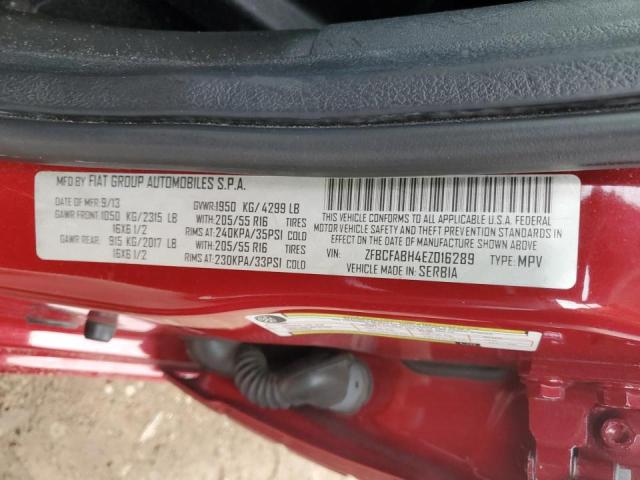 MFD BY FIAT GROUP AUTOMOBILES S.P.A.
DATE OF MFR: 9/13 GVWR: 1950 KG/4299 LB
GAWR FRONT: 1050 KG/2315 LB WITH: 205/55 R16 TIRES
16X6 1/2 RIMS AT: 240KPA/35PSI COLD
GAWR REAR: 915 KG/2017 LB WITH: 205/55 R16 TIRES
16X6 1/2 RIMS AT: 230KPA/33PSI COLD
THIS VEHICLE CONFORMS TO ALL APPLICABLE U.S.A. FEDERAL
MOTOR VEHICLE SAFETY, BUMPER, AND THEFT PREVENTION STANDARDS IN
EFFECT ON THE DATE OF MANUFACTURE SHOWN ABOVE.
VIN: ZFBCFABH4EZ016289 TYPE: MPV
VEHICLE MADE IN SERBIA